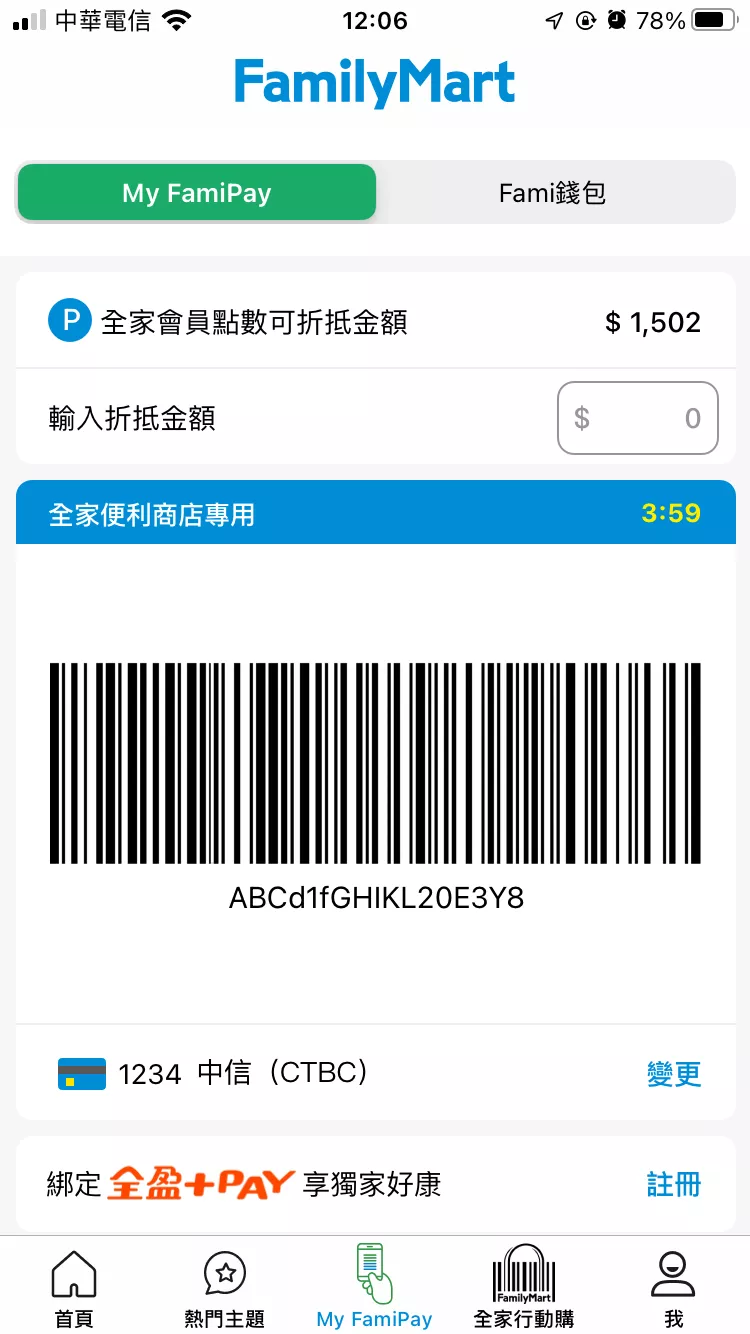 中華電信 12:06 78%
FamilyMart
My FamiPay Fami錢包
P 全家會員點數可折抵金額 $ 1,502
輸入折抵金額 $ 0
全家便利商店專用 3:59
ABCd1fGHIKL20E3Y8
1234 中信（CTBC） 變更
綁定 全盈+PAY 享獨家好康 註冊
FamilyMart
首頁 熱門主題 My FamiPay 全家行動購 我